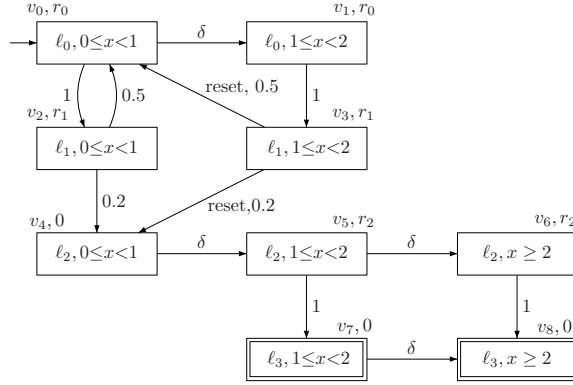 v₀, r₀ v₁, r₀
ℓ₀, 0≤x<1 δ ℓ₀, 1≤x<2
reset, 0.5
1 0.5 1
v₂, r₁ v₃, r₁
ℓ₁, 0≤x<1 ℓ₁, 1≤x<2
0.2 reset,0.2
v₄, 0 v₅, r₂ v₆, r₂
ℓ₂, 0≤x<1 δ ℓ₂, 1≤x<2 δ ℓ₂, x ≥ 2
1 1
v₇, 0 v₈, 0
ℓ₃, 1≤x<2 δ ℓ₃, x ≥ 2